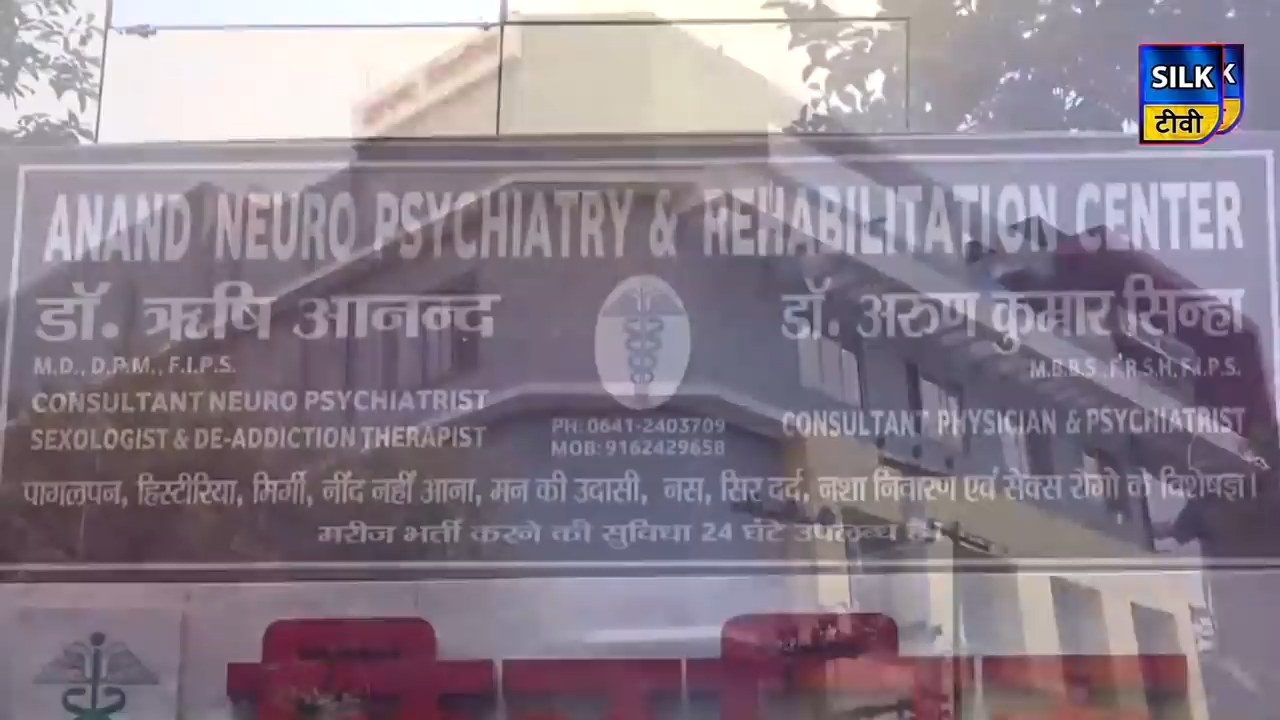 SILK
K
टीवी
ANAND NEURO PSYCHIATRY & REHABILITATION CENTER
डॉ. ऋषि आनन्द
M.D., D.P.M., F.I.P.S.
CONSULTANT NEURO PSYCHIATRIST
SEXOLOGIST & DE-ADDICTION THERAPIST
PH: 0641-2403709
MOB: 9162429658
डॉ. अरुण कुमार सिन्हा
M.B.B.S., F.R.S.H, F.I.P.S.
CONSULTANT PHYSICIAN & PSYCHIATRIST
पागलपन, हिस्टीरिया, मिर्गी, नींद नहीं आना, मन की उदासी, नस, सिर दर्द, नशा निवारण एवं सेक्स रोगो के विशेषज्ञ।
मरीज भर्ती करने की सुविधा 24 घंटे उपलब्ध है।